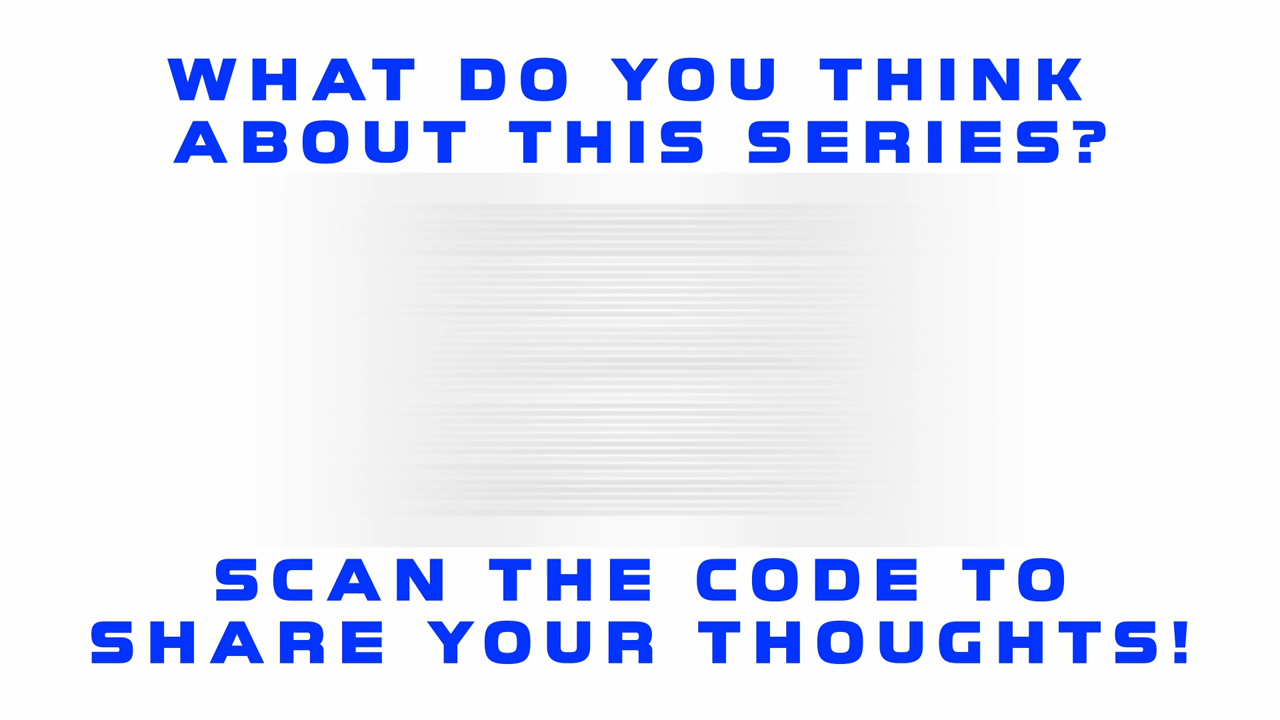 WHAT DO YOU THINK
ABOUT THIS SERIES?
SCAN THE CODE TO
SHARE YOUR THOUGHTS!